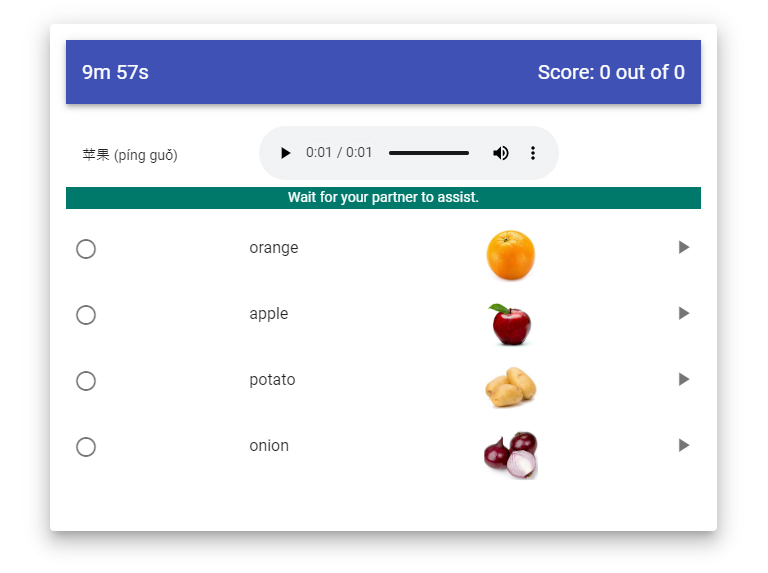 9m 57s
Score: 0 out of 0
苹果 (píng guǒ)
0:01 / 0:01
Wait for your partner to assist.
orange
apple
potato
onion